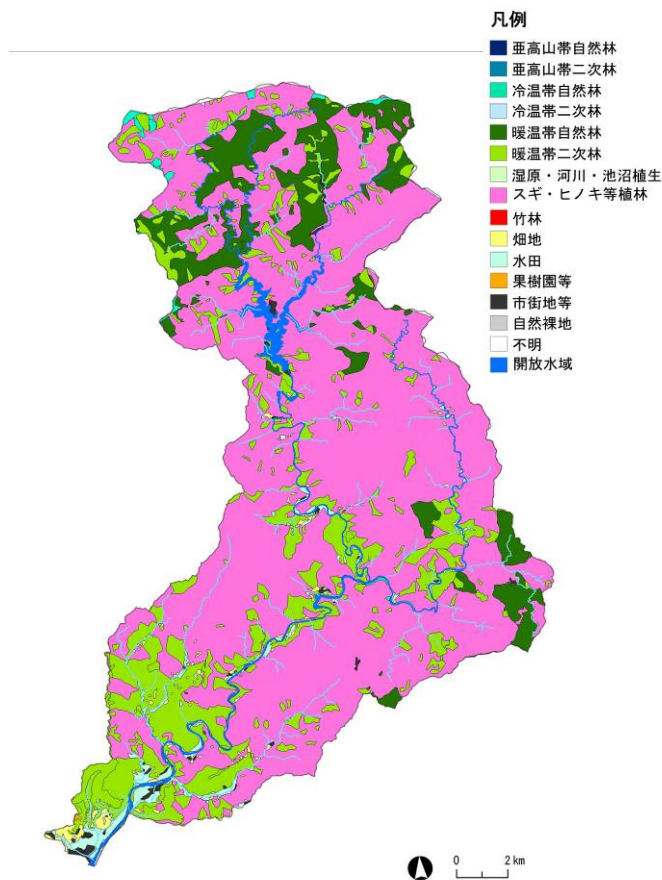 凡例
亜高山帯自然林
亜高山帯二次林
冷温帯自然林
冷温帯二次林
暖温帯自然林
暖温帯二次林
湿原・河川・池沼植生
スギ・ヒノキ等植林
竹林
畑地
水田
果樹園等
市街地等
自然裸地
不明
開放水域
0 2 km